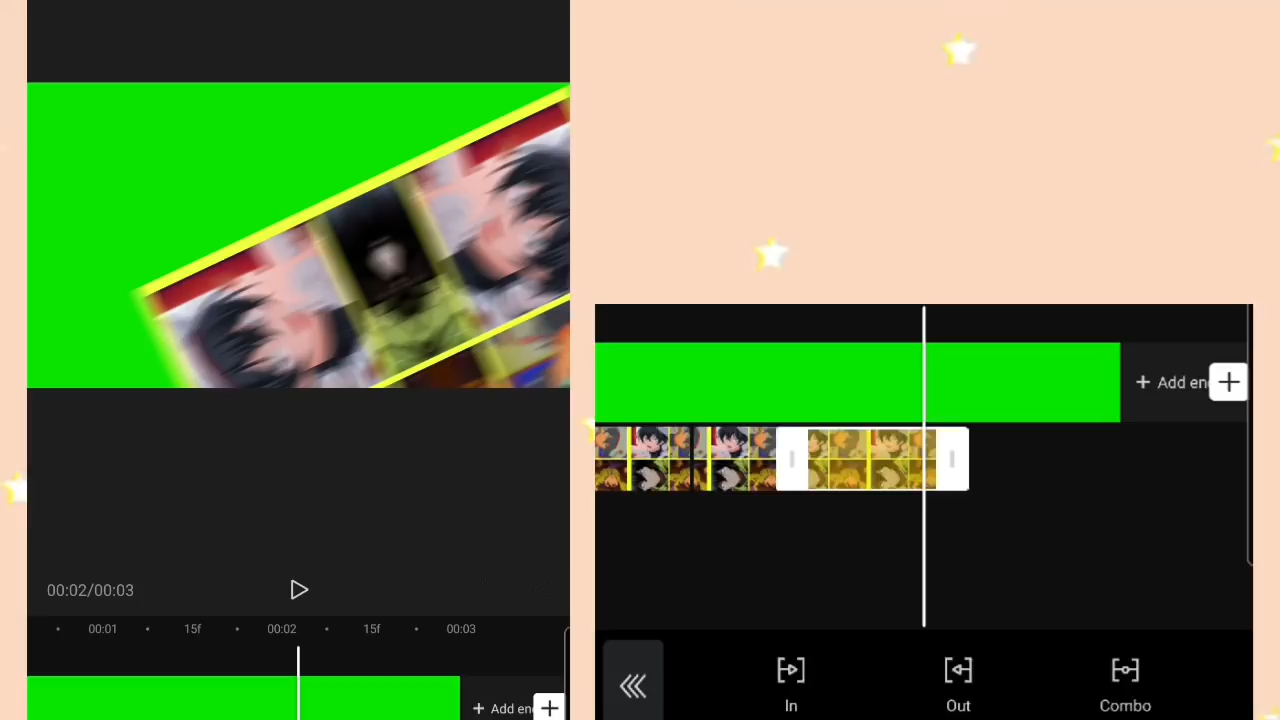 00:02/00:03
00:01 15f 00:02 15f 00:03
+ Add en
+
+ Add en
+
In Out Combo